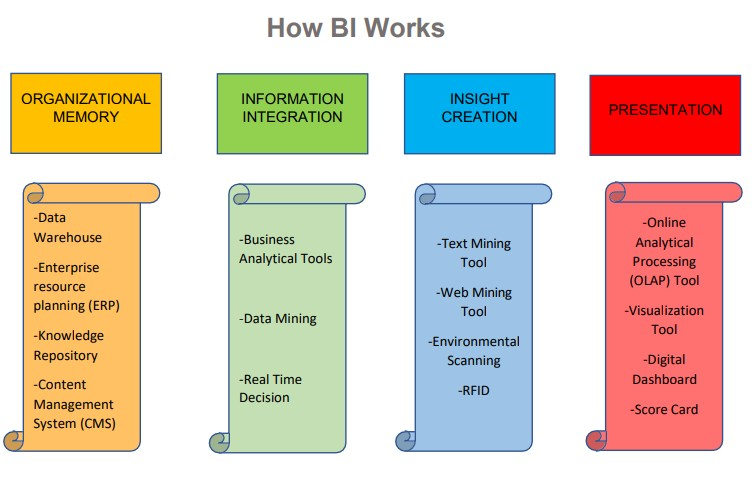 How BI Works
ORGANIZATIONAL
MEMORY
INFORMATION
INTEGRATION
INSIGHT
CREATION
PRESENTATION
-Data
Warehouse
-Enterprise
resource
planning (ERP)
-Knowledge
Repository
-Content
Management
System (CMS)
-Business
Analytical Tools
-Data Mining
-Real Time
Decision
-Text Mining
Tool
-Web Mining
Tool
-Environmental
Scanning
-RFID
-Online
Analytical
Processing
(OLAP) Tool
-Visualization
Tool
-Digital
Dashboard
-Score Card